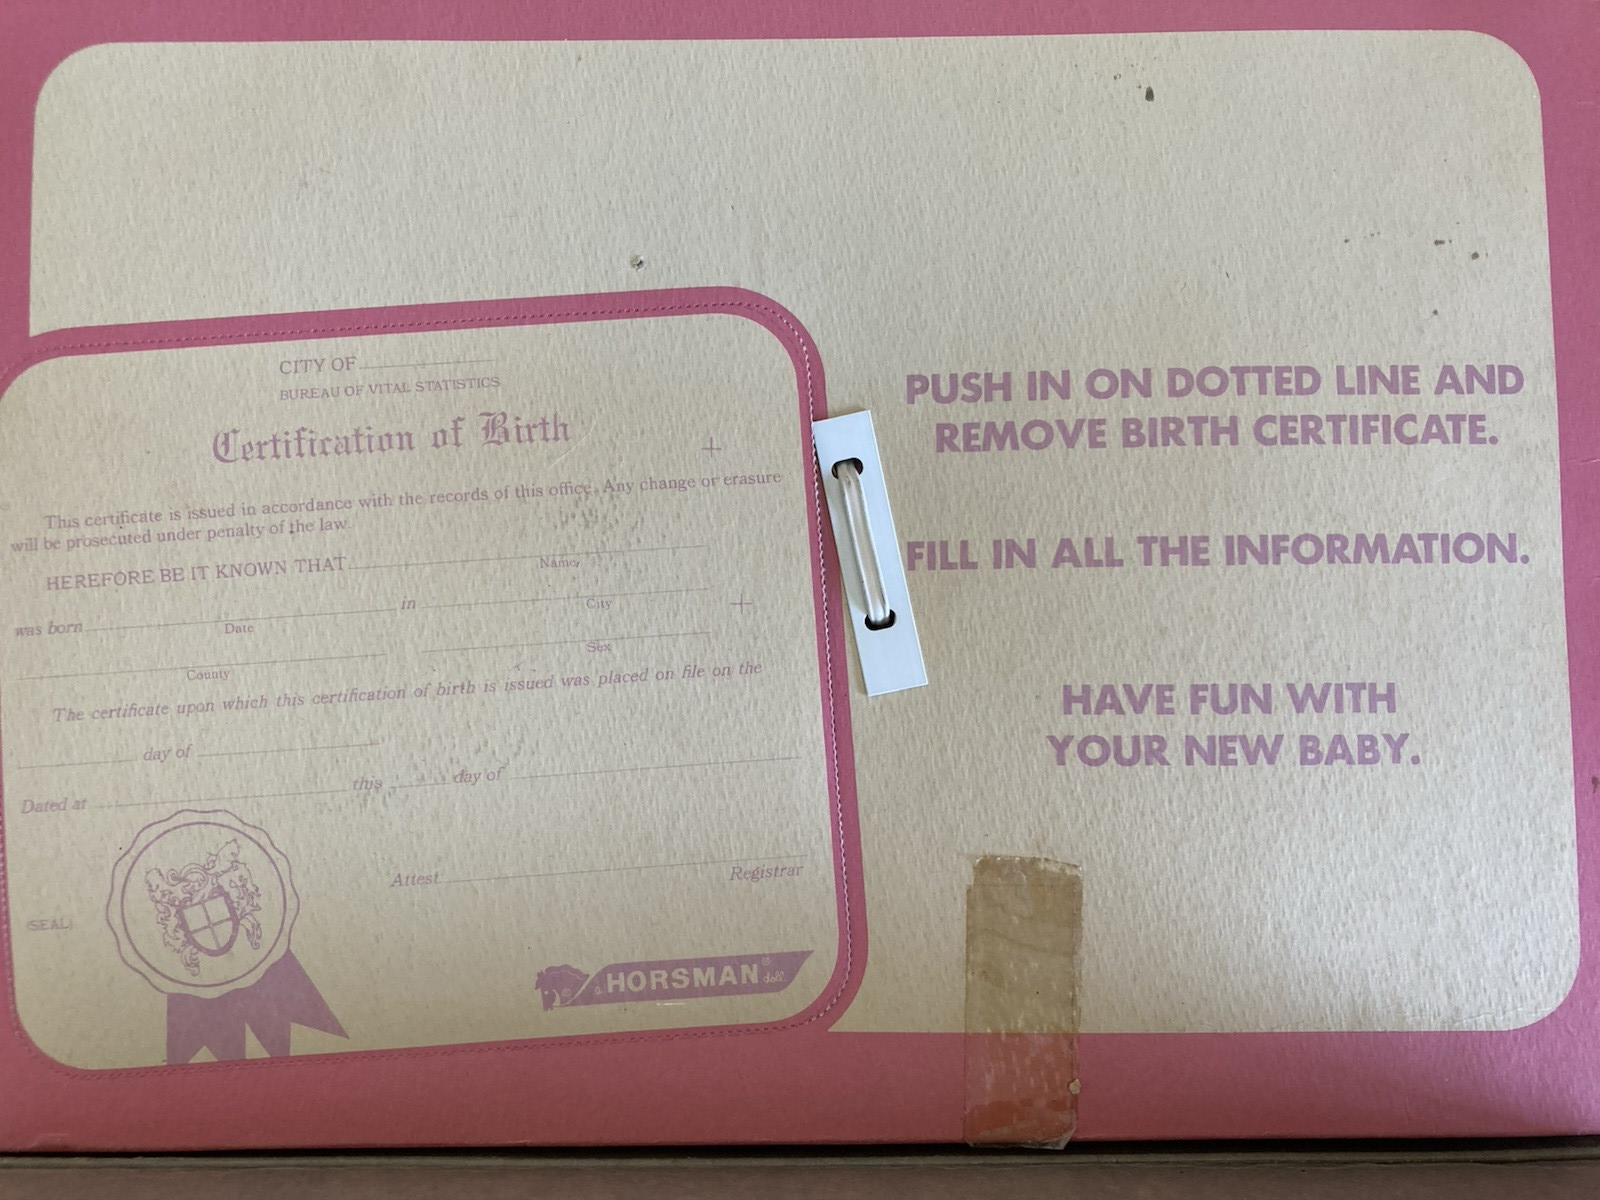 CITY OF
BUREAU OF VITAL STATISTICS
Certification of Birth
This certificate is issued in accordance with the records of this office. Any change or erasure
will be prosecuted under penalty of the law.
HEREFORE BE IT KNOWN THAT
Name
was born in
Date City
County Sex
The certificate upon which this certification of birth is issued was placed on file on the
day of
Dated at this day of
Attest Registrar
(SEAL)
a HORSMAN® doll
PUSH IN ON DOTTED LINE AND
REMOVE BIRTH CERTIFICATE.
FILL IN ALL THE INFORMATION.
HAVE FUN WITH
YOUR NEW BABY.